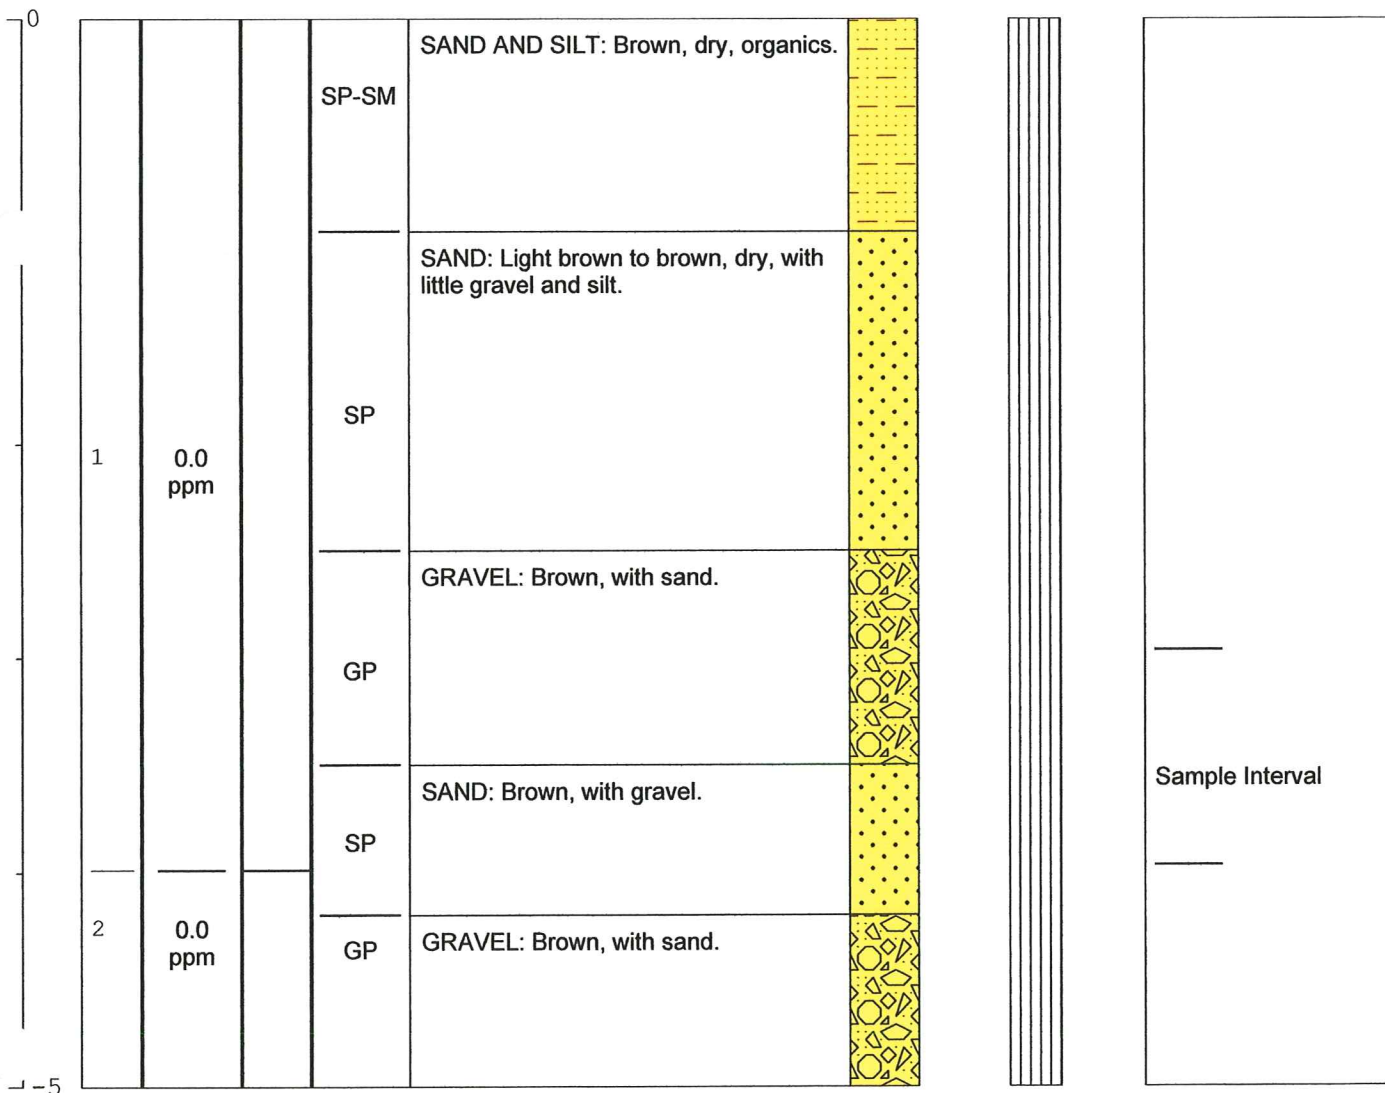 0
SAND AND SILT: Brown, dry, organics.
SP-SM
SAND: Light brown to brown, dry, with
little gravel and silt.
SP
1
0.0
ppm
GRAVEL: Brown, with sand.
GP
SAND: Brown, with gravel.
Sample Interval
SP
2
0.0
ppm
GP
GRAVEL: Brown, with sand.
-5